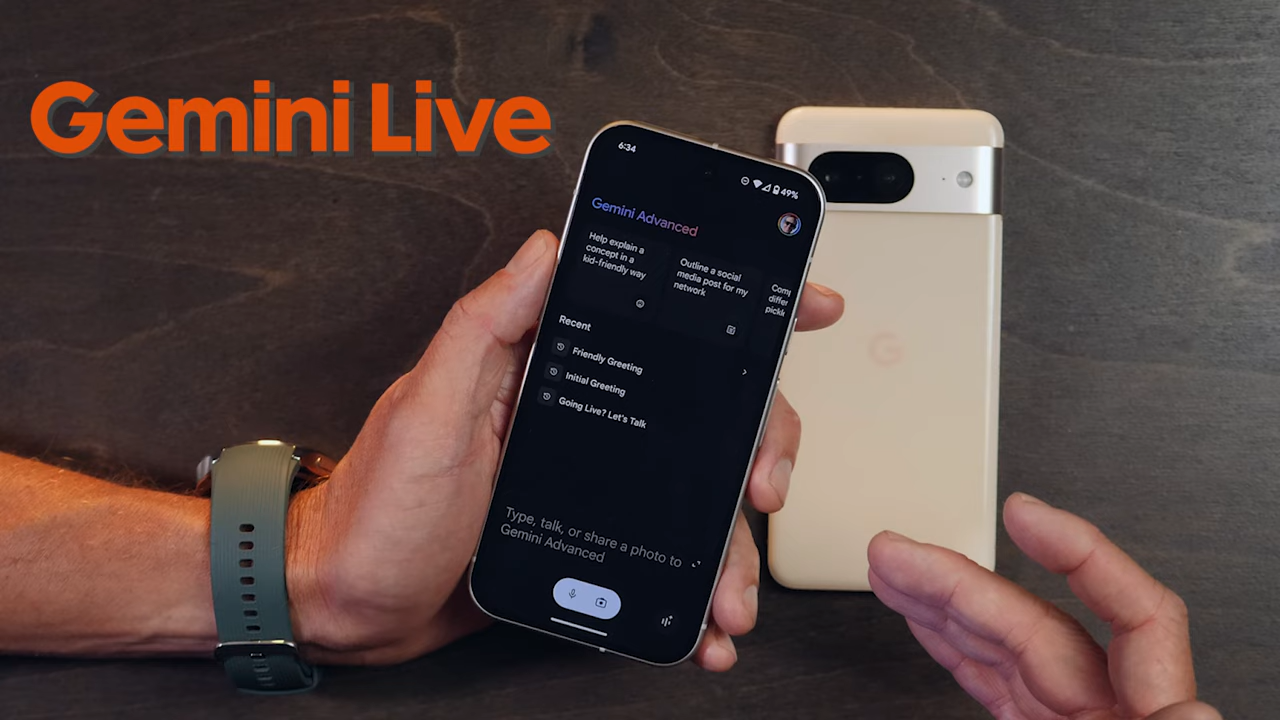 Gemini Live
6:34
49%
Gemini Advanced
Help explain a
concept in a
kid-friendly way
Outline a social
media post for my
network
Recent
Friendly Greeting
Initial Greeting
Going Live? Let's Talk
Type, talk, or share a photo to
Gemini Advanced
G